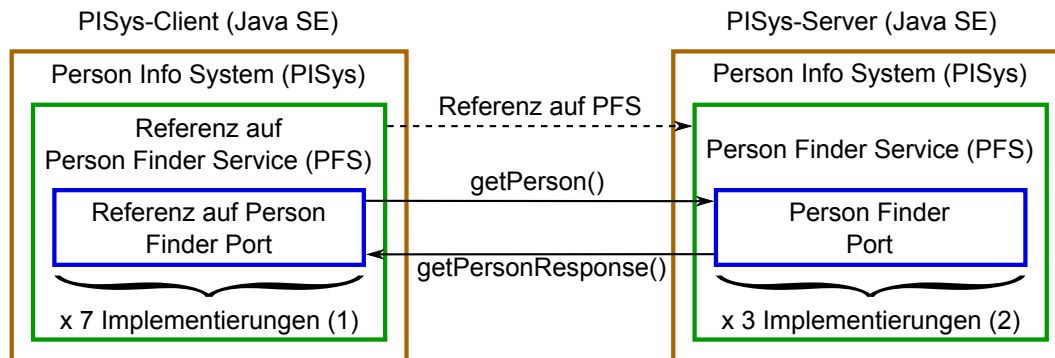 PISys-Client (Java SE)
PISys-Server (Java SE)
Person Info System (PISys)
Person Info System (PISys)
Referenz auf PFS
Referenz auf
Person Finder Service (PFS)
Person Finder Service (PFS)
getPerson()
Referenz auf Person
Finder Port
Person Finder
Port
getPersonResponse()
x 7 Implementierungen (1)
x 3 Implementierungen (2)